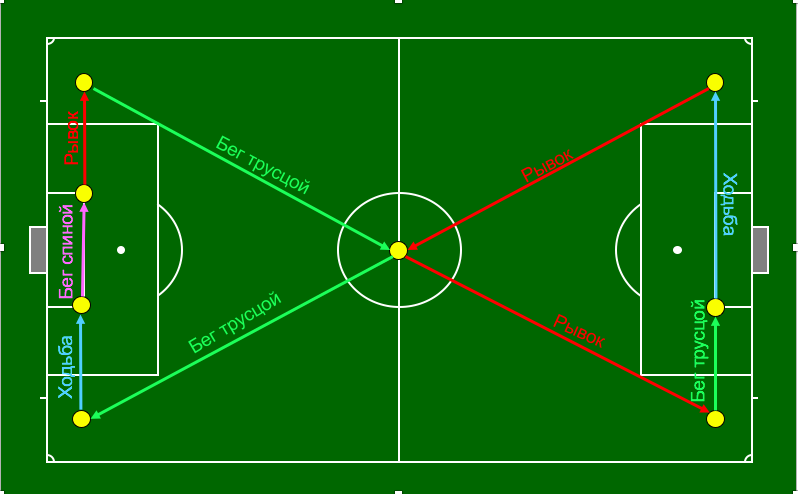 Рывок
Бег трусцой
Рывок
Ходьба
Бег спиной
Бег трусцой
Рывок
Ходьба
Бег трусцой